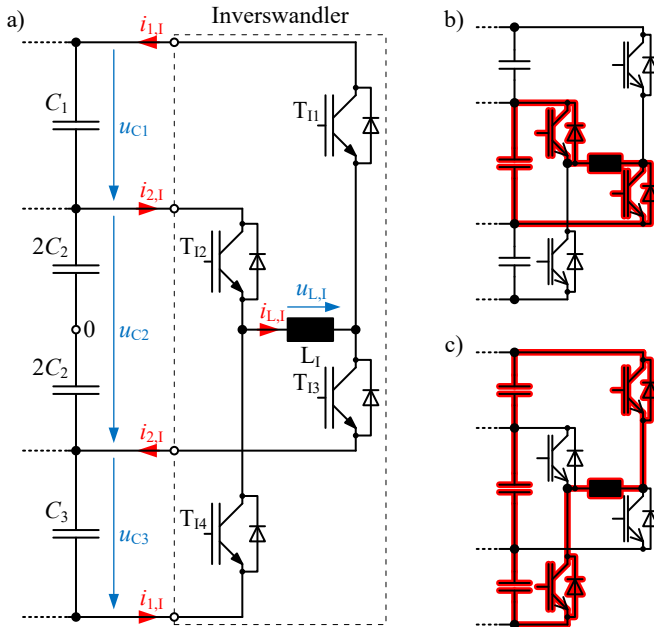 Inverswandler
a)
i1,I
C1
uC1
TI1
i2,I
2C2
TI2
uL,I
0
uC2
iL,I
LI
2C2
TI3
i2,I
C3
uC3
TI4
i1,I
b)
c)